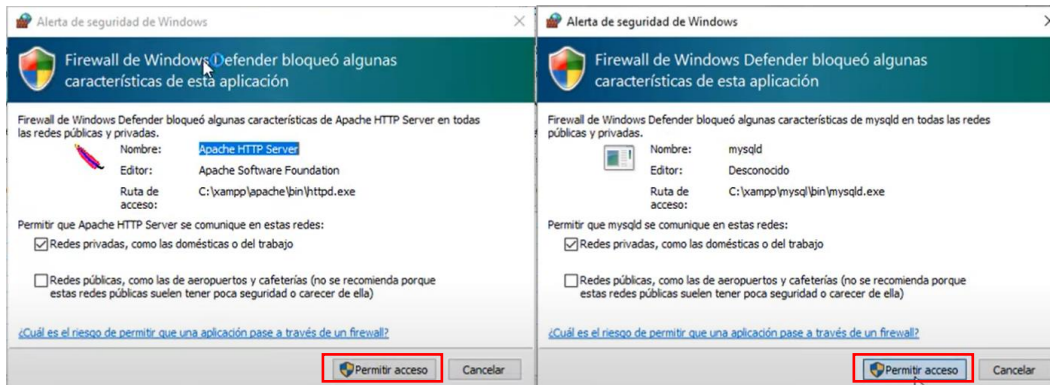 Alerta de seguridad de Windows
Firewall de Windows Defender bloqueó algunas
características de esta aplicación
Firewall de Windows Defender bloqueó algunas características de Apache HTTP Server en todas
las redes públicas y privadas.
Nombre: Apache HTTP Server
Editor: Apache Software Foundation
Ruta de C:\xampp\apache\bin\httpd.exe
acceso:
Permitir que Apache HTTP Server se comunique en estas redes:
Redes privadas, como las domésticas o del trabajo
Redes públicas, como las de aeropuertos y cafeterías (no se recomienda porque
estas redes públicas suelen tener poca seguridad o carecer de ella)
¿Cuál es el riesgo de permitir que una aplicación pase a través de un firewall?
Permitir acceso Cancelar
Alerta de seguridad de Windows
Firewall de Windows Defender bloqueó algunas
características de esta aplicación
Firewall de Windows Defender bloqueó algunas características de mysqld en todas las redes
públicas y privadas.
Nombre: mysqld
Editor: Desconocido
Ruta de C:\xampp\mysql\bin\mysqld.exe
acceso:
Permitir que mysqld se comunique en estas redes:
Redes privadas, como las domésticas o del trabajo
Redes públicas, como las de aeropuertos y cafeterías (no se recomienda porque
estas redes públicas suelen tener poca seguridad o carecer de ella)
¿Cuál es el riesgo de permitir que una aplicación pase a través de un firewall?
Permitir acceso Cancelar